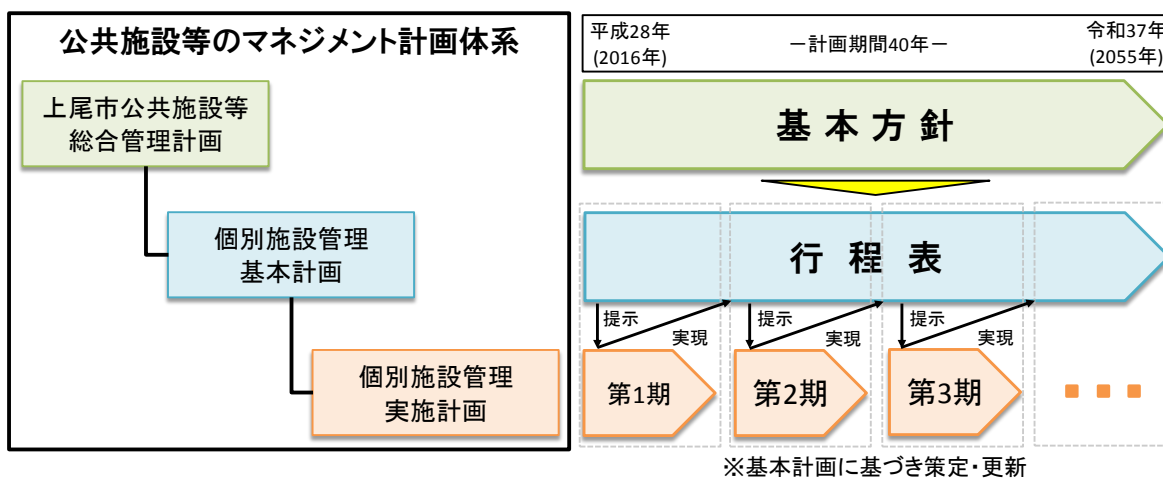 公共施設等のマネジメント計画体系
上尾市公共施設等
総合管理計画
個別施設管理
基本計画
個別施設管理
実施計画
平成28年
(2016年)
－計画期間40年－
令和37年
(2055年)
基本方針
行程表
提示
実現
提示
実現
提示
実現
第1期
第2期
第3期
※基本計画に基づき策定・更新